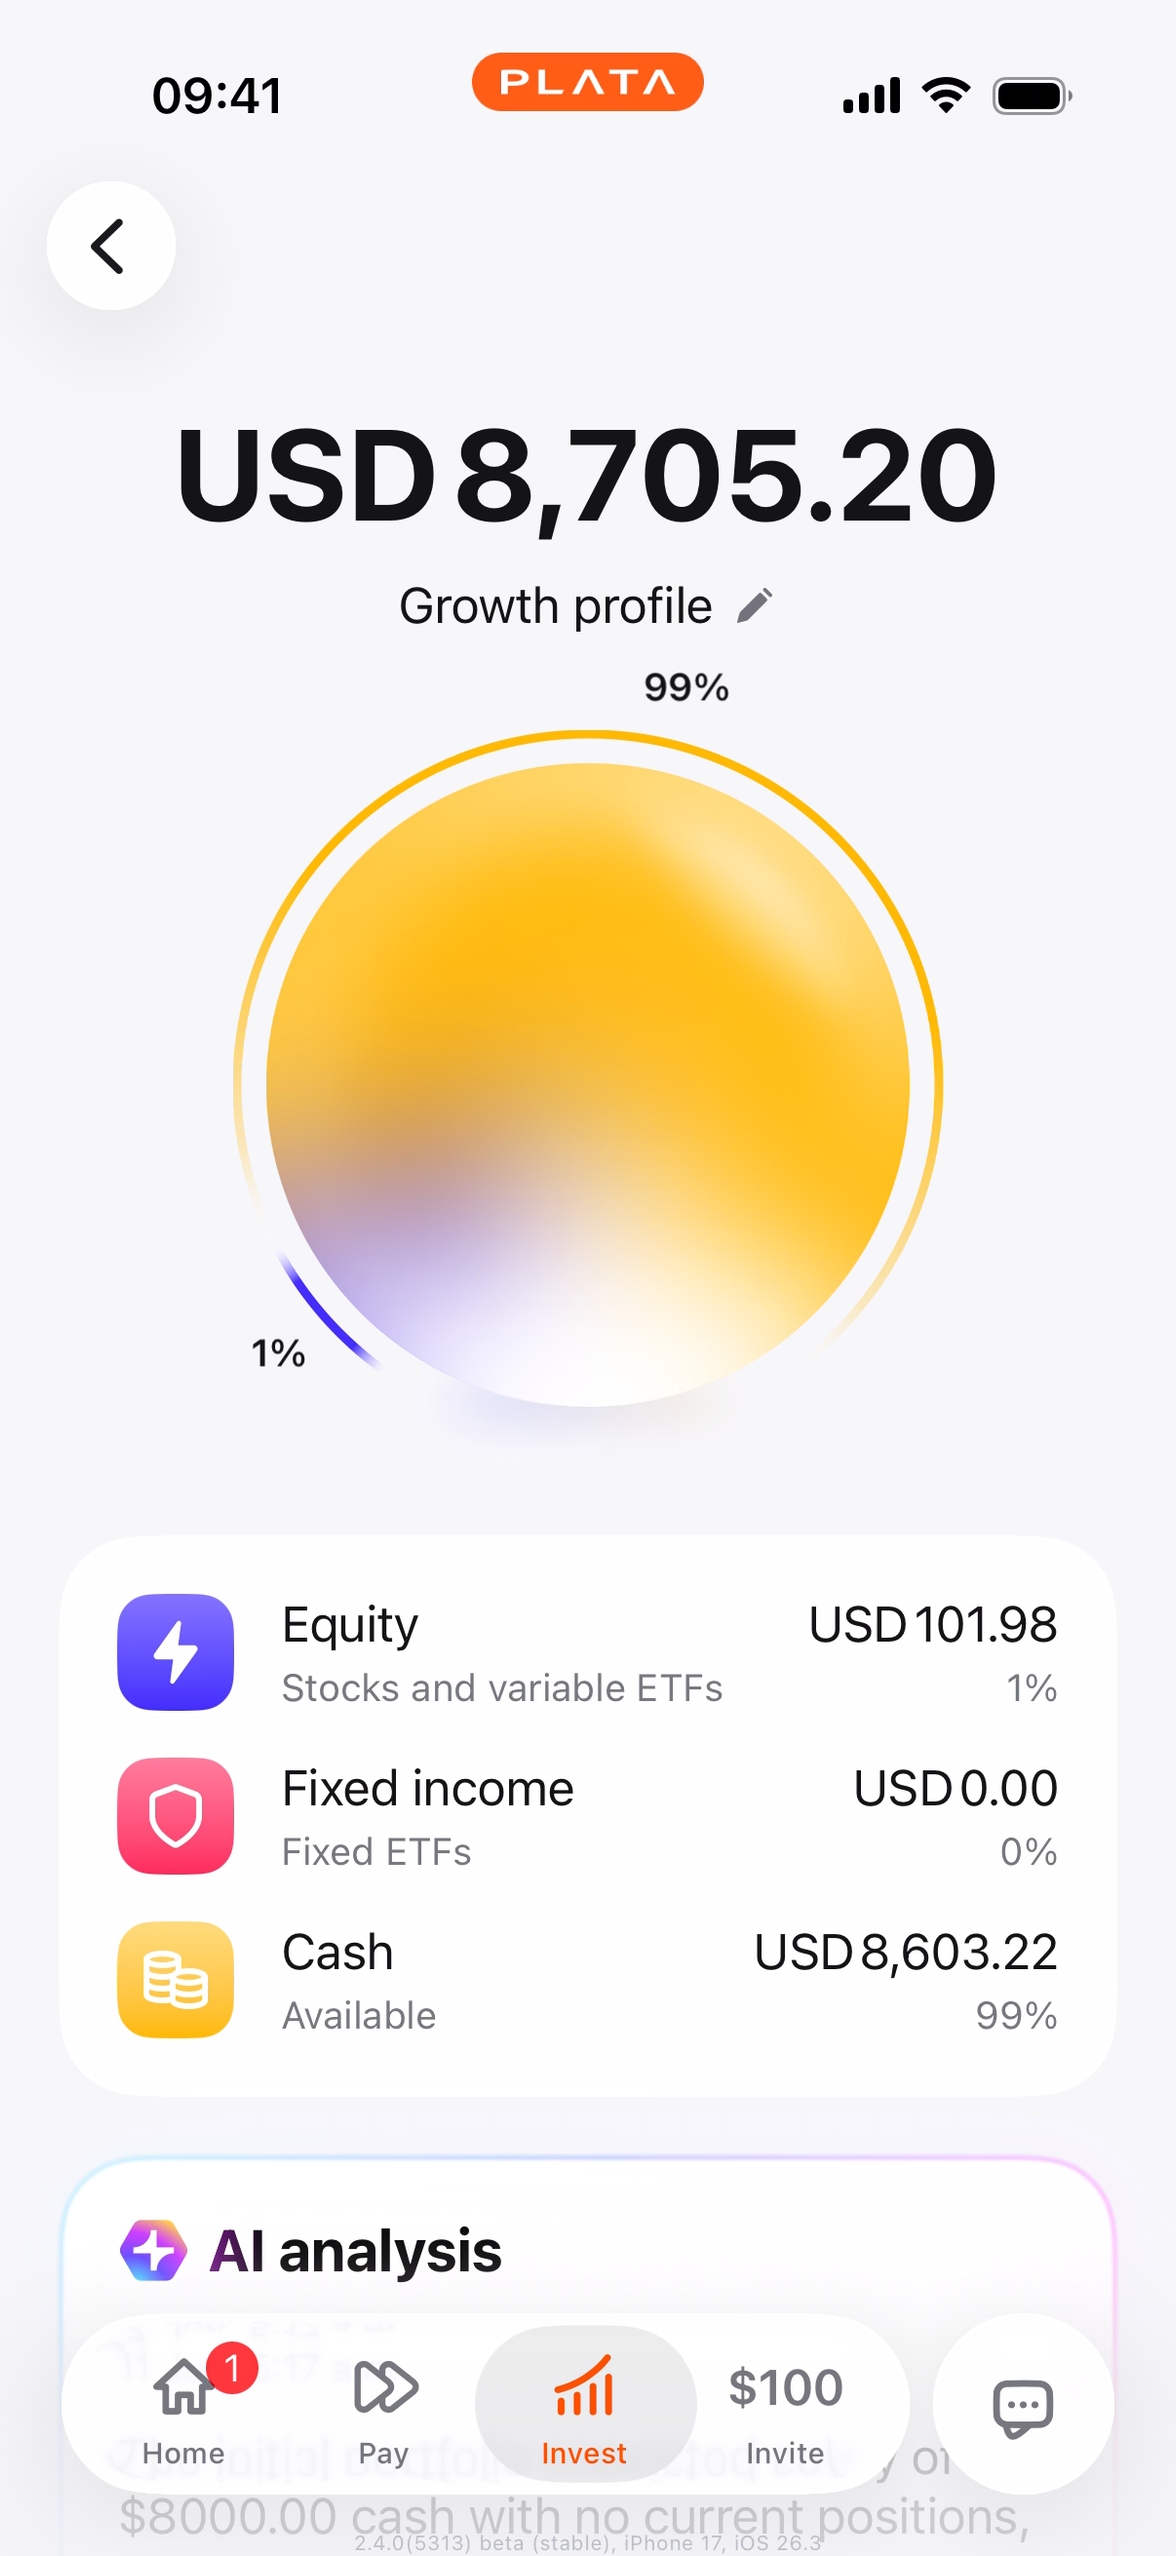 09:41
PLATA
USD 8,705.20
Growth profile
99%
1%
Equity
USD 101.98
Stocks and variable ETFs
1%
Fixed income
USD 0.00
Fixed ETFs
0%
Cash
USD 8,603.22
Available
99%
AI analysis
1
$100
Home
Pay
Invest
Invite
initial
$8000.00 cash with no current positions,
2.4.0(5313) beta (stable), iPhone 17, iOS 26.3